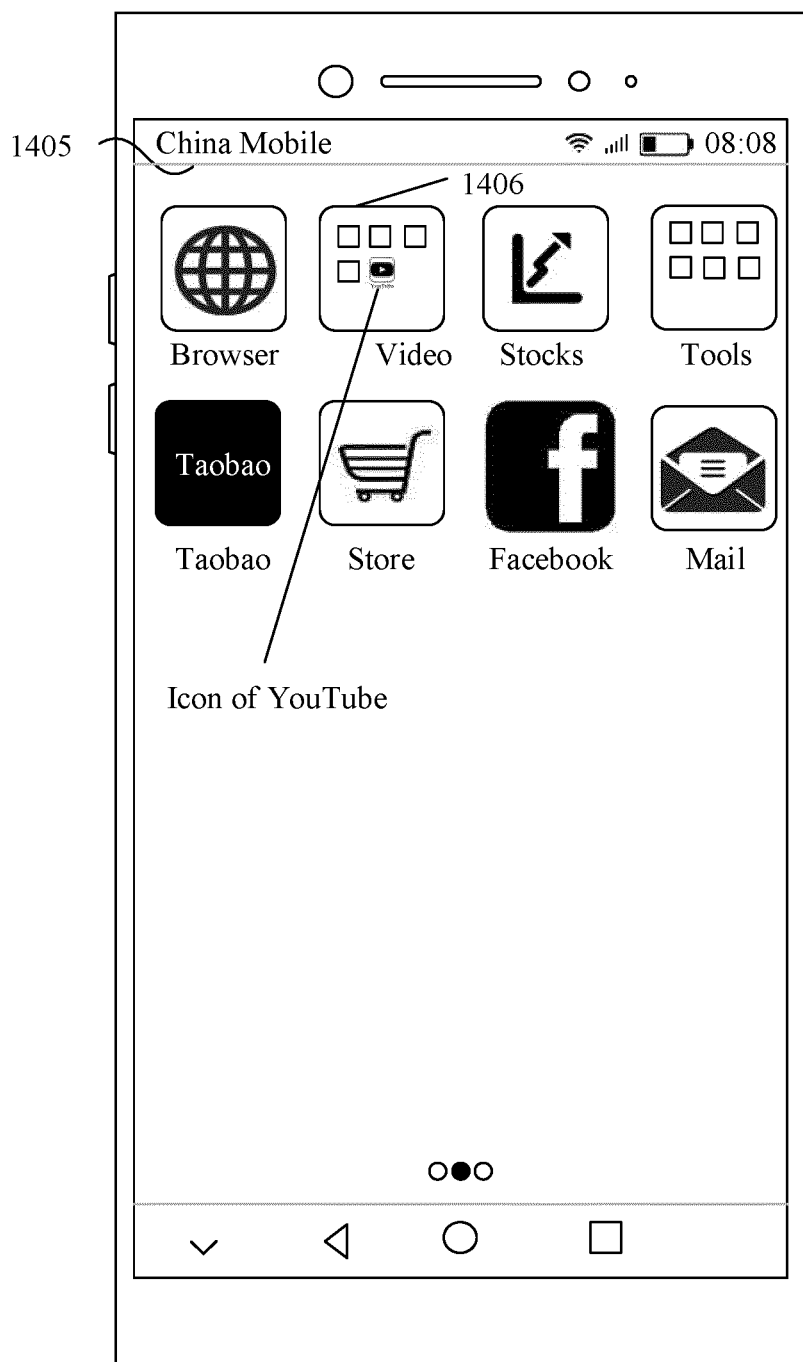 China Mobile 08:08
1405
1406
Browser Video Stocks Tools
Taobao
Taobao Store Facebook Mail
Icon of YouTube